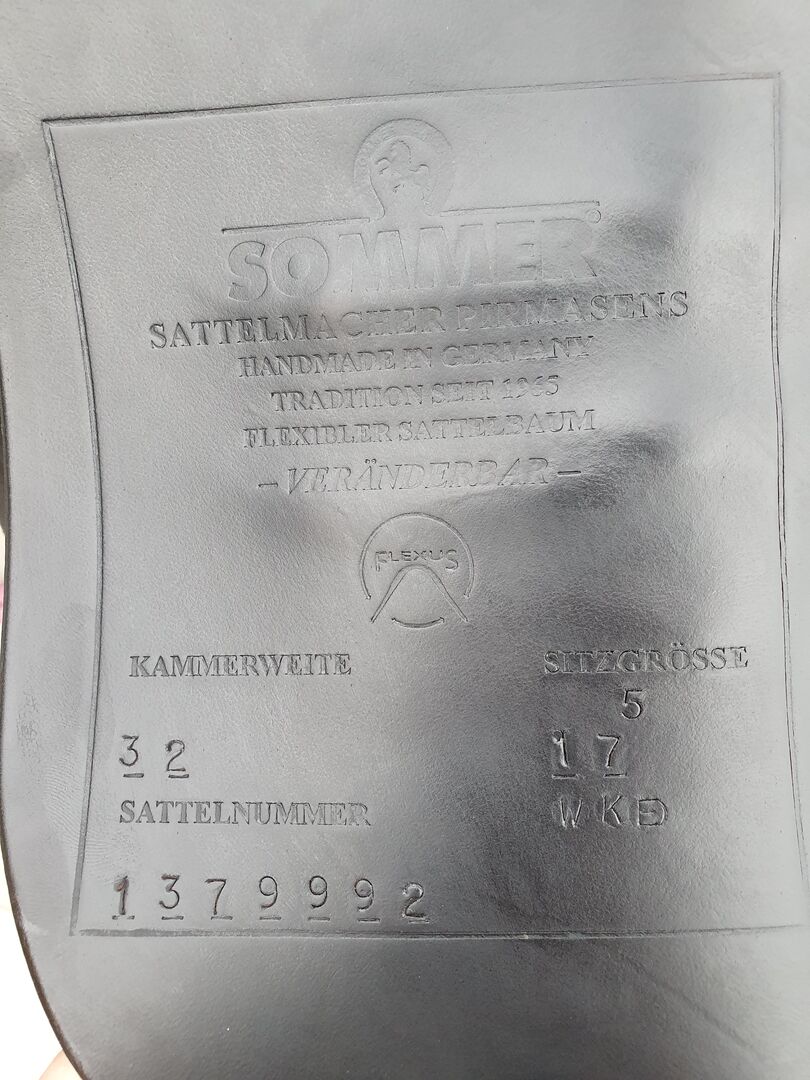 SOMMER®
SATTELMACHER PIRMASENS
HANDMADE IN GERMANY
TRADITION SEIT 1965
FLEXIBLER SATTELBAUM
-VERÄNDERBAR-
FLEXUS
KAMMERWEITE SITZGRÖSSE
5
32 17
SATTELNUMMER WKE
1379992